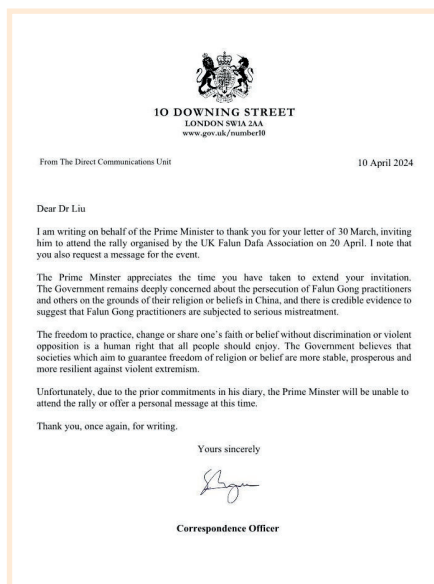 10 DOWNING STREET
LONDON SW1A 2AA
www.gov.uk/number10
From The Direct Communications Unit
10 April 2024
Dear Dr Liu
I am writing on behalf of the Prime Minister to thank you for your letter of 30 March, inviting
him to attend the rally organised by the UK Falun Dafa Association on 20 April. I note that
you also request a message for the event.
The Prime Minster appreciates the time you have taken to extend your invitation.
The Government remains deeply concerned about the persecution of Falun Gong practitioners
and others on the grounds of their religion or beliefs in China, and there is credible evidence to
suggest that Falun Gong practitioners are subjected to serious mistreatment.
The freedom to practice, change or share one's faith or belief without discrimination or violent
opposition is a human right that all people should enjoy. The Government believes that
societies which aim to guarantee freedom of religion or belief are more stable, prosperous and
more resilient against violent extremism.
Unfortunately, due to the prior commitments in his diary, the Prime Minster will be unable to
attend the rally or offer a personal message at this time.
Thank you, once again, for writing.
Yours sincerely
Correspondence Officer